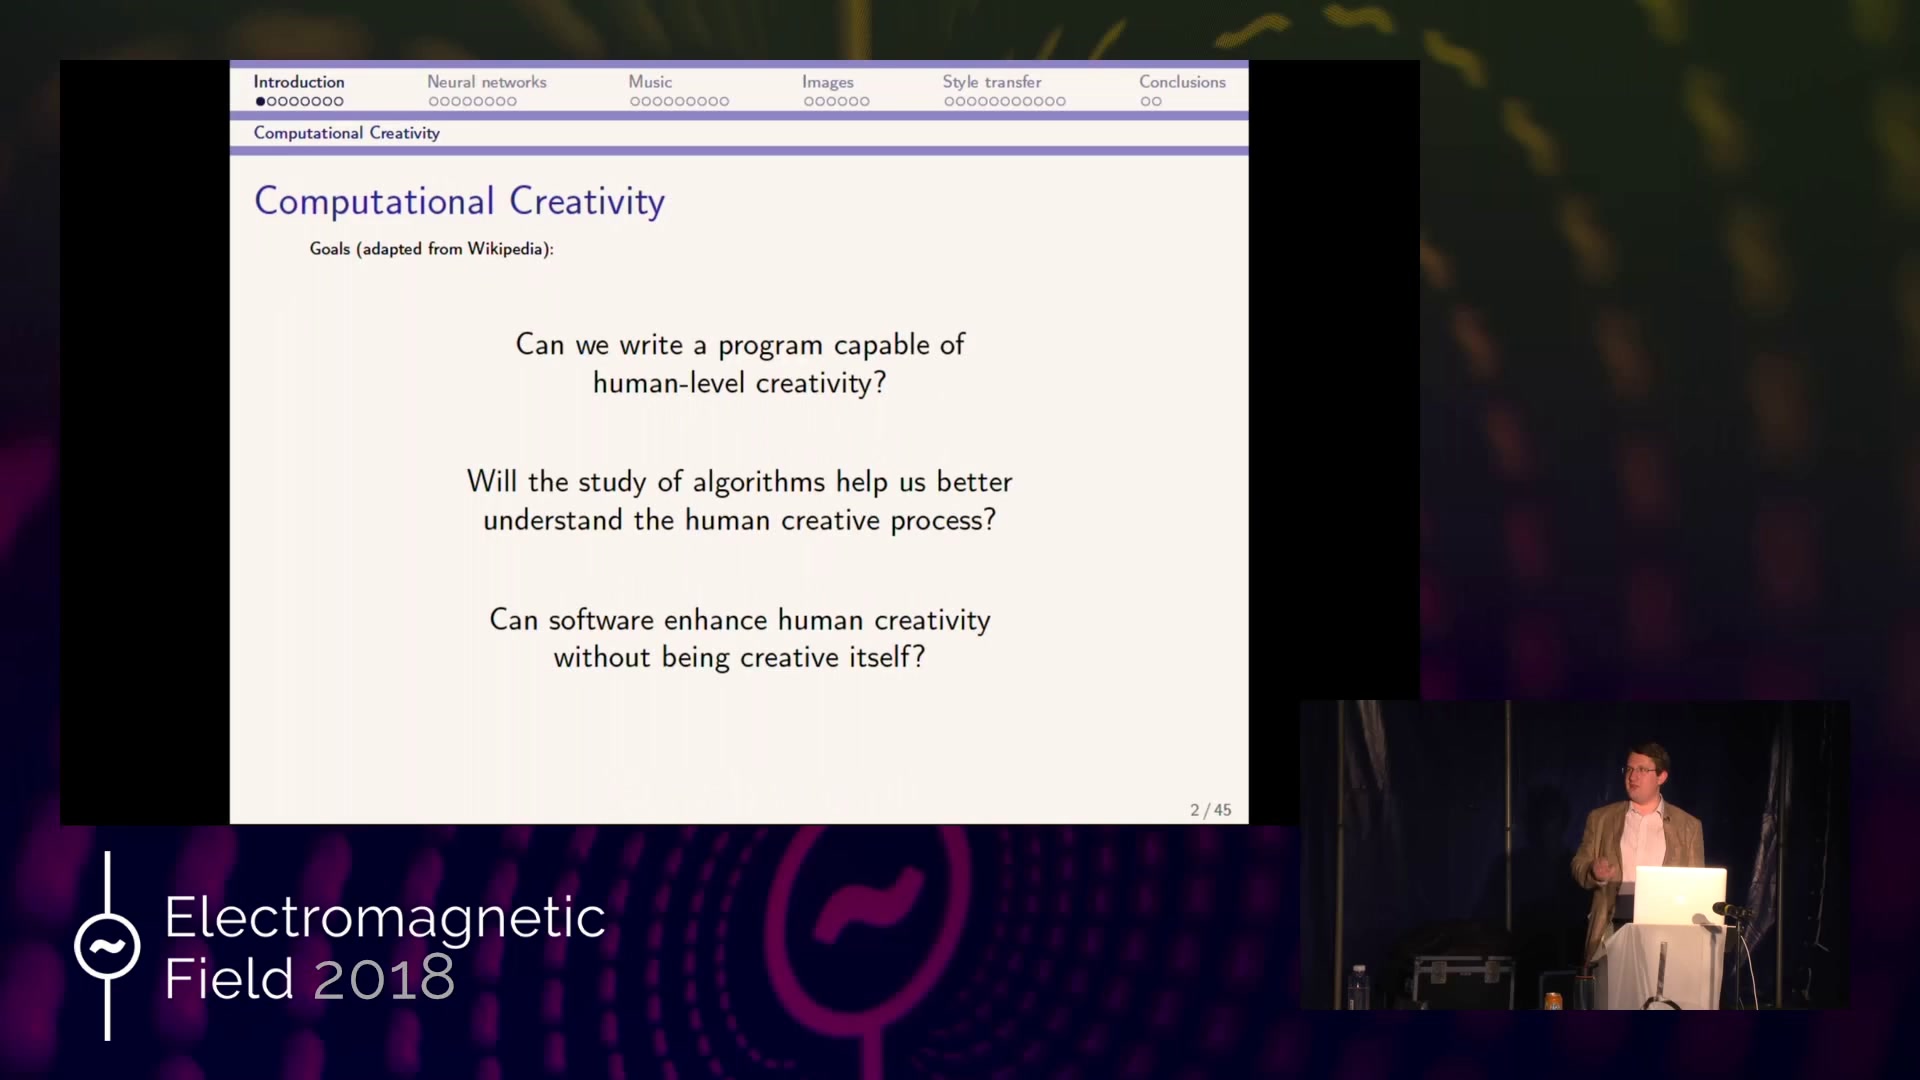 Introduction
Neural networks
Music
Images
Style transfer
Conclusions
Computational Creativity
Computational Creativity
Goals (adapted from Wikipedia):
Can we write a program capable of
human-level creativity?
Will the study of algorithms help us better
understand the human creative process?
Can software enhance human creativity
without being creative itself?
2 / 45
Electromagnetic
Field 2018